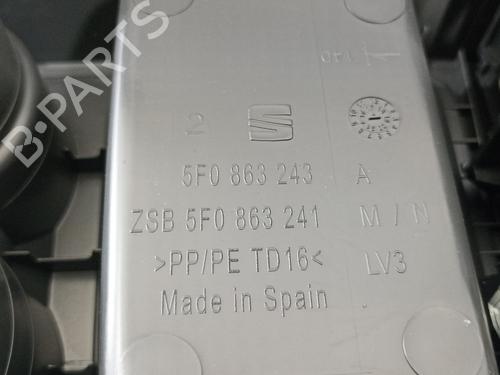 B-PARTS
2
5F0 863 243 A
ZSB 5F0 863 241 M/N
>PP/PE TD16< LV3
Made in Spain